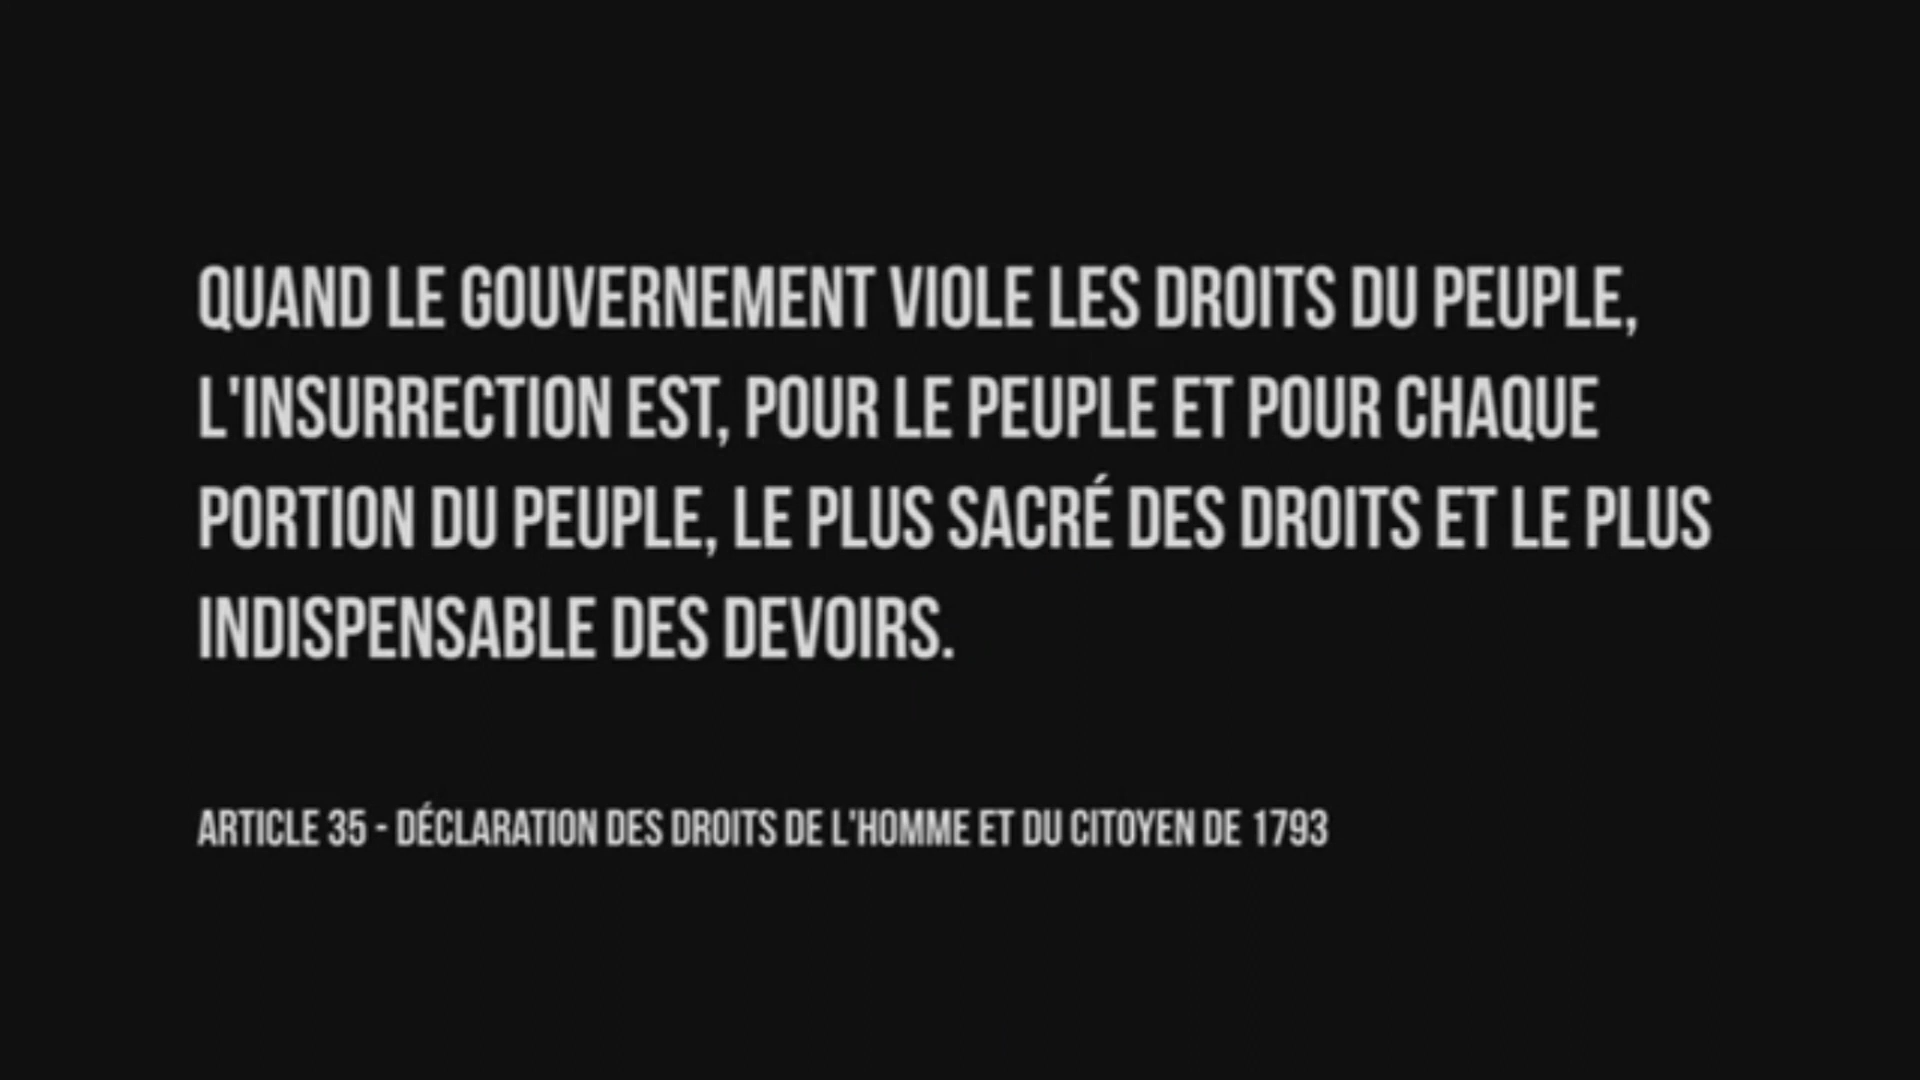 QUAND LE GOUVERNEMENT VIOLE LES DROITS DU PEUPLE,
L'INSURRECTION EST, POUR LE PEUPLE ET POUR CHAQUE
PORTION DU PEUPLE, LE PLUS SACRÉ DES DROITS ET LE PLUS
INDISPENSABLE DES DEVOIRS.
ARTICLE 35 - DÉCLARATION DES DROITS DE L'HOMME ET DU CITOYEN DE 1793